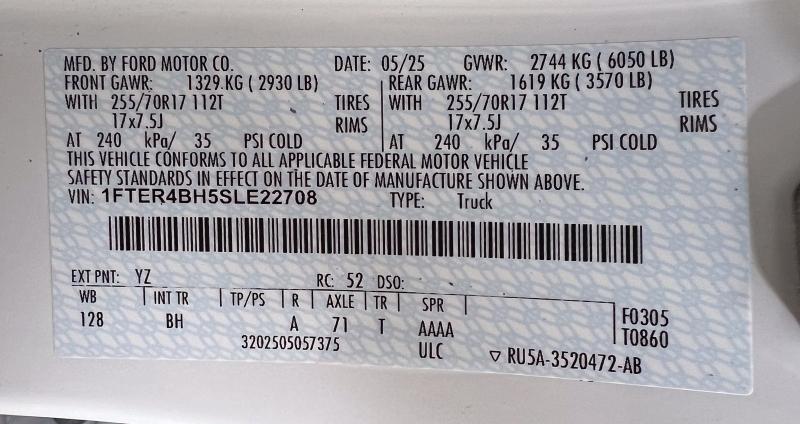 MFD. BY FORD MOTOR CO. DATE: 05/25 GVWR: 2744 KG ( 6050 LB)
FRONT GAWR: 1329 KG ( 2930 LB) REAR GAWR: 1619 KG ( 3570 LB)
WITH 255/70R17 112T TIRES WITH 255/70R17 112T TIRES
17x7.5J RIMS 17x7.5J RIMS
AT 240 kPa/ 35 PSI COLD AT 240 kPa/ 35 PSI COLD
THIS VEHICLE CONFORMS TO ALL APPLICABLE FEDERAL MOTOR VEHICLE
SAFETY STANDARDS IN EFFECT ON THE DATE OF MANUFACTURE SHOWN ABOVE.
VIN: 1FTER4BH5SLE22708 TYPE: Truck
EXT PNT: YZ RC: 52 DSO:
WB INT TR TP/PS R AXLE TR SPR F0305
128 BH A 71 T AAAA T0860
3202505057375 ULC RU5A-3520472-AB